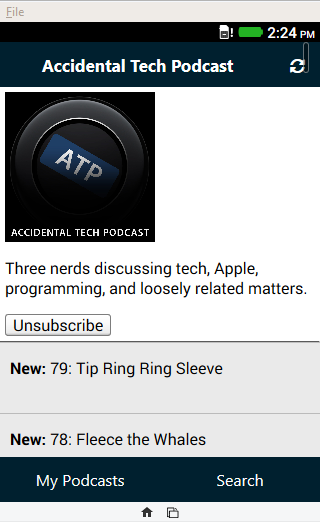 File
2:24 PM
Accidental Tech Podcast
ATP
ACCIDENTAL TECH PODCAST
Three nerds discussing tech, Apple,
programming, and loosely related matters.
Unsubscribe
New: 79: Tip Ring Ring Sleeve
New: 78: Fleece the Whales
My Podcasts
Search